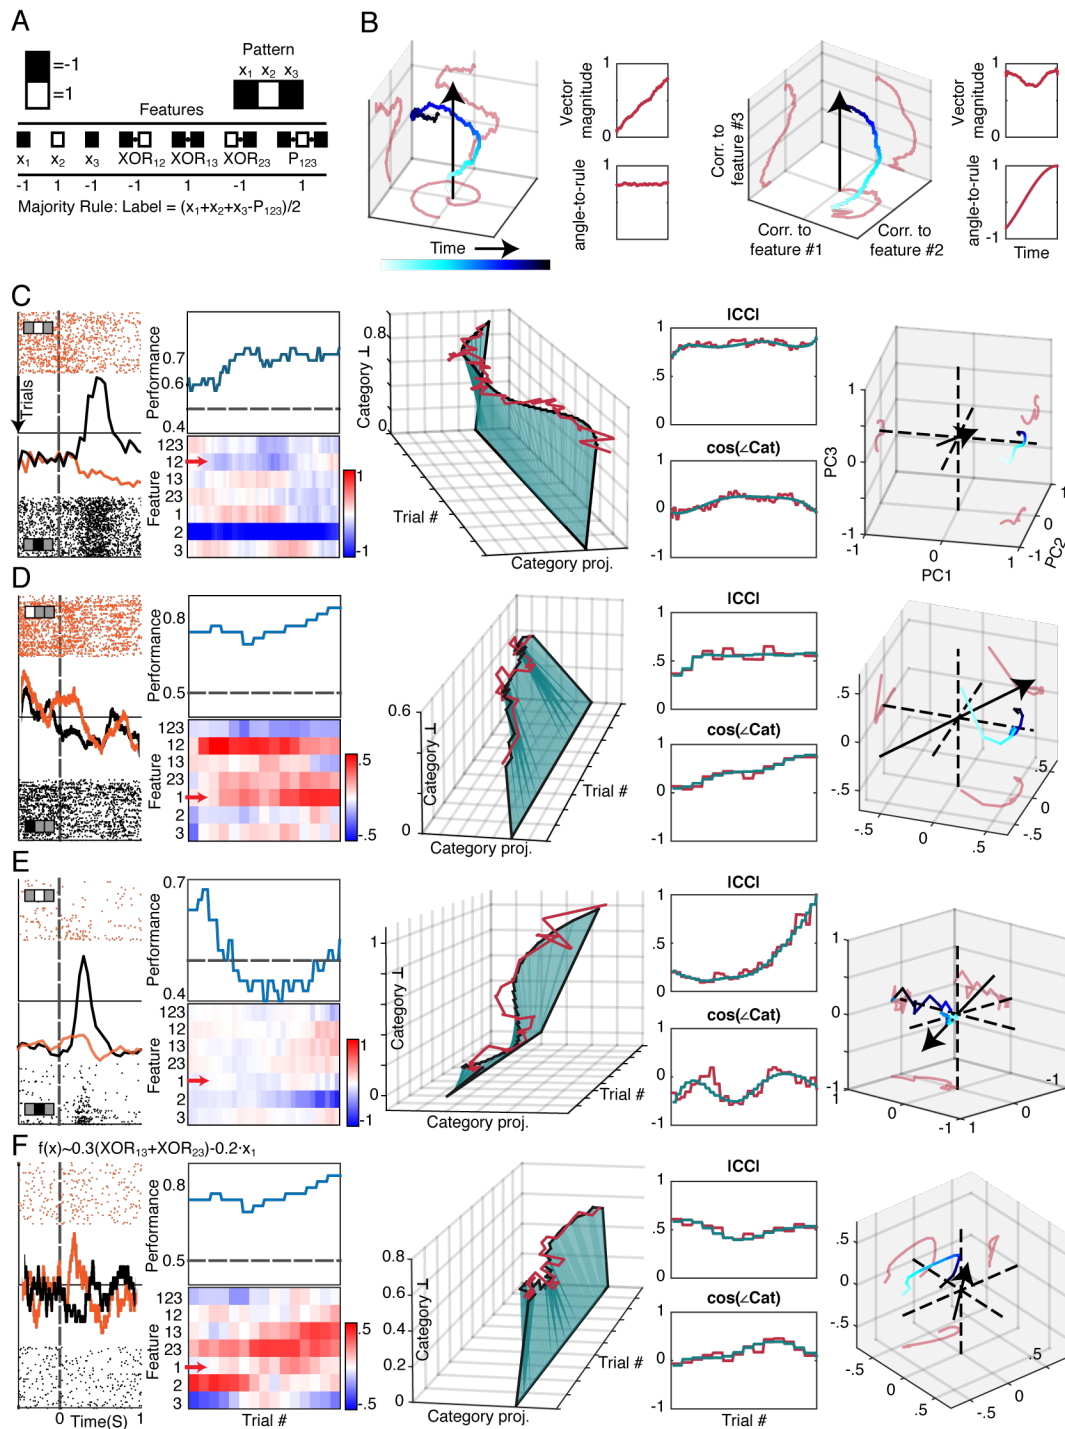 A
=-1
=1
Pattern
x1 x2 x3
Features
x1 x2 x3 XOR12 XOR13 XOR23 P123
-1 1 -1 -1 1 -1 1
Majority Rule: Label = (x1+x2+x3-P123)/2
B
Time
Vector magnitude
1
0
angle-to-rule
Corr. to feature #3
Corr. to feature #1
Corr. to feature #2
Vector magnitude
1
0
angle-to-rule
1
-1
Time
C
Trials
Performance
0.7
0.6
0.4
Feature
123
12
13
23
1
2
3
1
-1
Category ⊥
0.8
0
Trial #
Category proj.
|CC|
1
.5
0
cos(∠Cat)
1
0
-1
PC3
1
0
-1
-1 0 1
PC1
-1 0 1
PC2
D
Performance
0.8
0.5
Feature
123
12
13
23
1
2
3
.5
-.5
Category ⊥
0.6
0
Trial #
Category proj.
|CC|
1
.5
0
cos(∠Cat)
1
0
-1
.5
0
-.5
-.5 0 .5
-.5 0 .5
E
Performance
0.7
0.4
Feature
123
12
13
23
1
2
3
1
-1
Category ⊥
1
0
Trial #
Category proj.
|CC|
1
.5
0
cos(∠Cat)
1
0
-1
1
0
-1
0
-1 1
0
-1
F
f(x)~0.3(XOR13+XOR23)-0.2·x1
0 Time(S) 1
Performance
0.8
0.5
Feature
123
12
13
23
1
2
3
.5
-.5
Trial #
Category ⊥
0.8
0.6
0.4
0.2
0
Trial #
Category proj.
|CC|
1
.5
0
cos(∠Cat)
1
0
-1
Trial #
.5
0
-.5
-.5
0
.5
-.5
0
.5